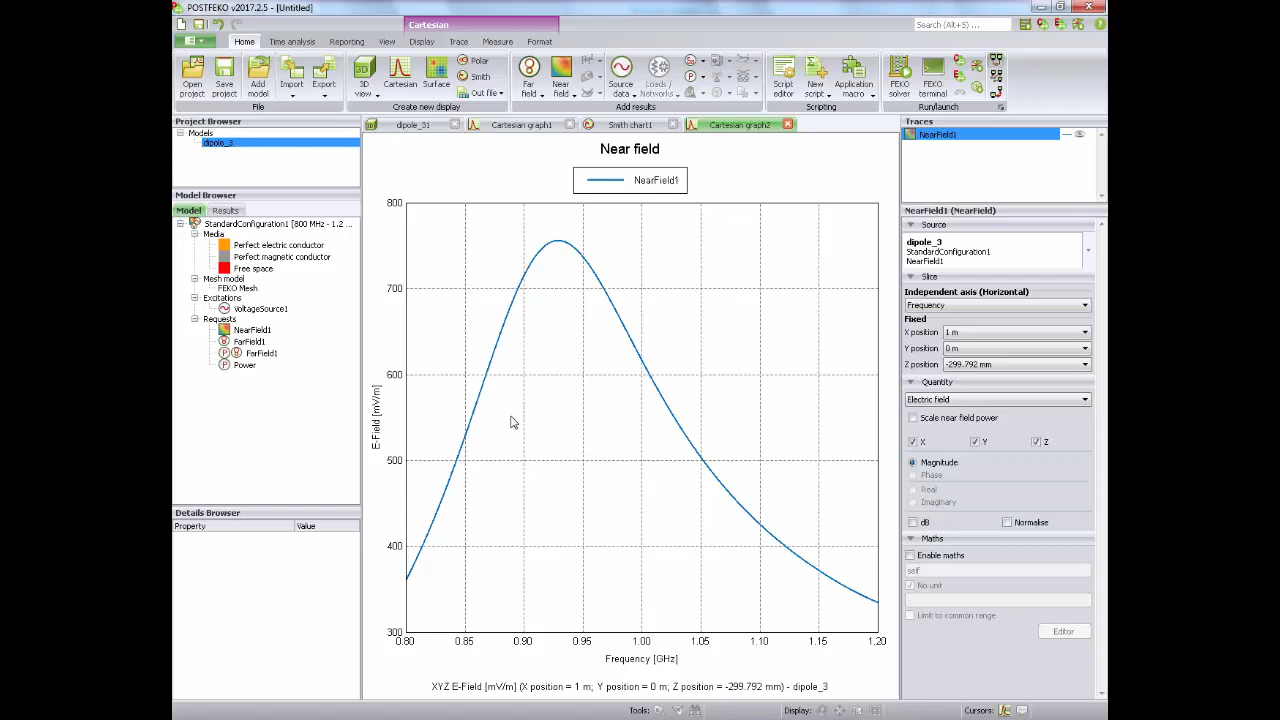 POSTFEKO v2017.2.5 - [Untitled]
Cartesian
Search (Alt+S) . . .
Home Time analysis Reporting View Display Trace Measure Format
Open project
Save project
Add model
Import
Export
File
3D view
Cartesian
Surface
Polar
Smith
Out file
Create new display
Far field
Near field
Source data
Loads / Networks
Add results
Script editor
New script
Application macro
Scripting
FEKO solver
FEKO terminal
Run/launch
Project Browser
Models
dipole_3
Model Browser
Model Results
StandardConfiguration1 [800 MHz - 1.2 ...
Media
Perfect electric conductor
Perfect magnetic conductor
Free space
Mesh model
FEKO Mesh
Excitations
VoltageSource1
Requests
NearField1
FarField1
FarField1
Power
Details Browser
Property Value
dipole_31 Cartesian graph1 Smith chart1 Cartesian graph2
Near field
NearField1
800
700
600
500
400
300
E-Field [mV/m]
0.80 0.85 0.90 0.95 1.00 1.05 1.10 1.15 1.20
Frequency [GHz]
XYZ E-Field [mV/m] (X position = 1 m; Y position = 0 m; Z position = -299.792 mm) - dipole_3
Traces
NearField1
NearField1 (NearField)
Source
dipole_3
StandardConfiguration1
NearField1
Slice
Independent axis (Horizontal)
Frequency
Fixed
X position 1 m
Y position 0 m
Z position -299.792 mm
Quantity
Electric field
Scale near field power
X Y Z
Magnitude
Phase
Real
Imaginary
dB Normalise
Maths
Enable maths
self
No unit
Limit to common range
Editor
Tools: Display: Cursors: